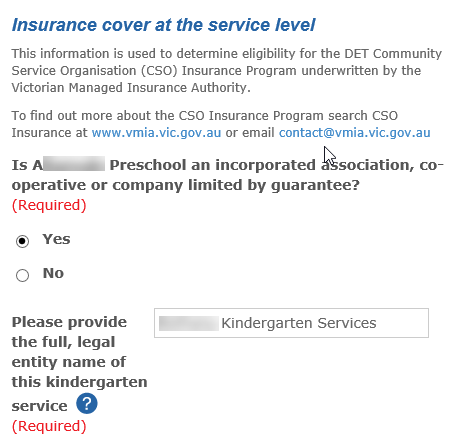 Insurance cover at the service level
This information is used to determine eligibility for the DET Community
Service Organisation (CSO) Insurance Program underwritten by the
Victorian Managed Insurance Authority.
To find out more about the CSO Insurance Program search CSO
Insurance at www.vmia.vic.gov.au or email contact@vmia.vic.gov.au
Is A Preschool an incorporated association, co-
operative or company limited by guarantee?
(Required)
Yes
No
Please provide
the full, legal
entity name of
this kindergarten
service ?
(Required)
Kindergarten Services